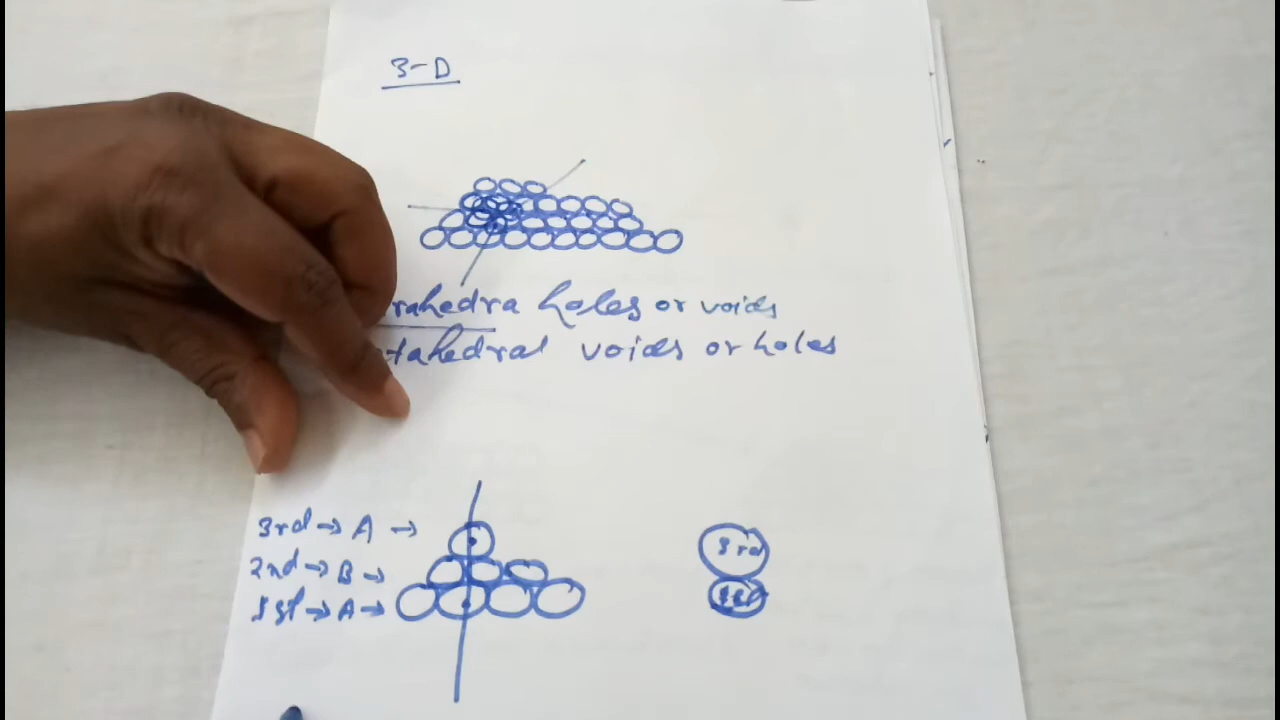 3-D
rahedra holes or voids
tahedral voids or holes
3rd → A →
2nd → B →
1st → A →
3rd